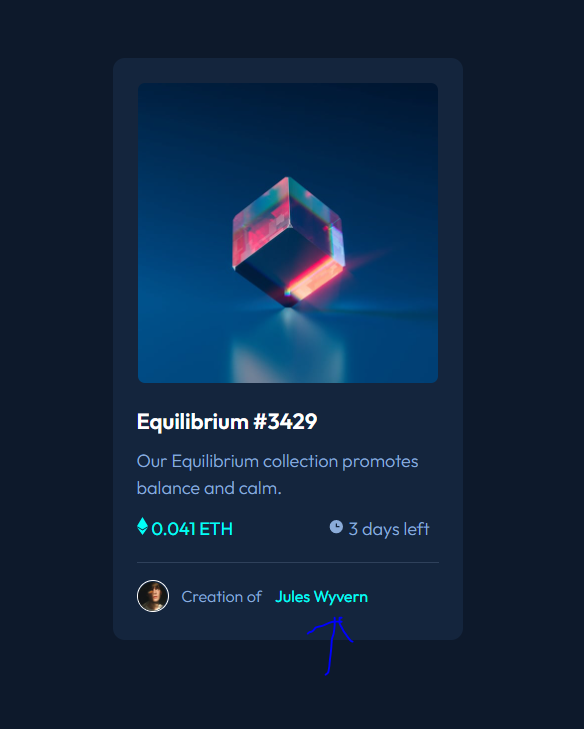 Equilibrium #3429
Our Equilibrium collection promotes
balance and calm.
0.041 ETH 3 days left
Creation of Jules Wyvern